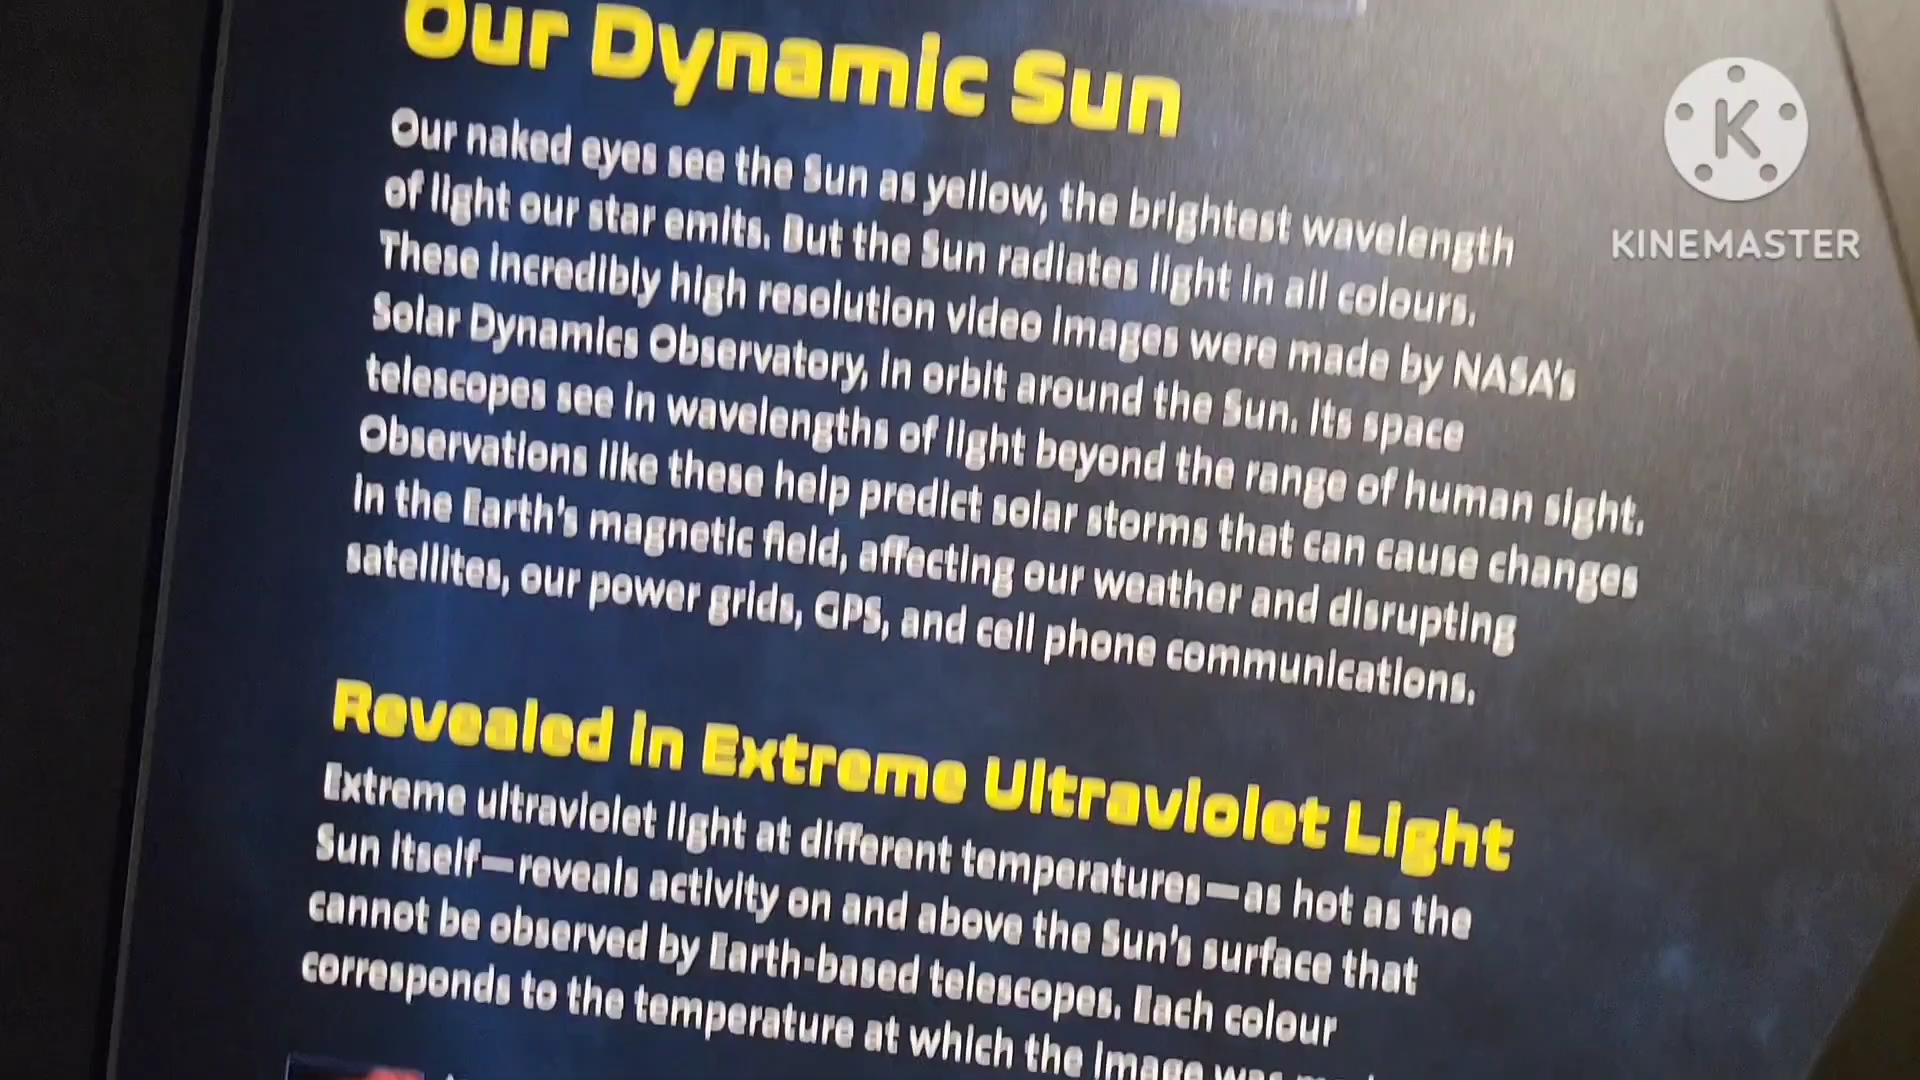 Our Dynamic Sun
Our naked eyes see the Sun as yellow, the brightest wavelength
of light our star emits. But the Sun radiates light in all colours.
These incredibly high resolution video images were made by NASA's
Solar Dynamics Observatory, in orbit around the Sun. Its space
telescopes see in wavelengths of light beyond the range of human sight.
Observations like these help predict solar storms that can cause changes
in the Earth's magnetic field, affecting our weather and disrupting
satellites, our power grids, GPS, and cell phone communications.
Revealed in Extreme Ultraviolet Light
Extreme ultraviolet light at different temperatures—as hot as the
Sun itself—reveals activity on and above the Sun's surface that
cannot be observed by Earth-based telescopes. Each colour
corresponds to the temperature at which the image was
K
KINEMASTER